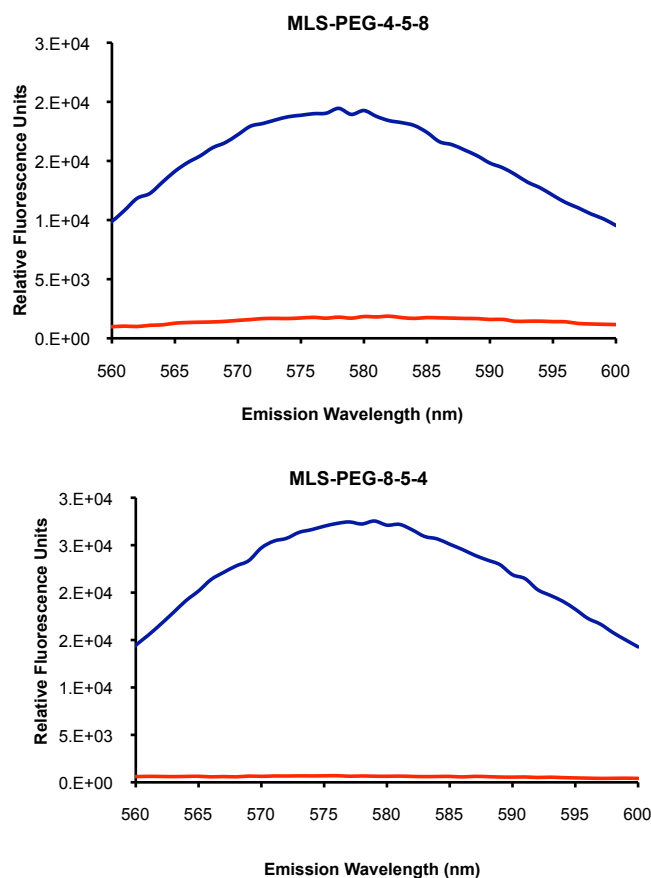 MLS-PEG-4-5-8
3.E+04
2.E+04
2.E+04
1.E+04
5.E+03
0.E+00
Relative Fluorescence Units
560 565 570 575 580 585 590 595 600
Emission Wavelength (nm)
MLS-PEG-8-5-4
3.E+04
3.E+04
2.E+04
2.E+04
1.E+04
5.E+03
0.E+00
Relative Fluorescence Units
560 565 570 575 580 585 590 595 600
Emission Wavelength (nm)